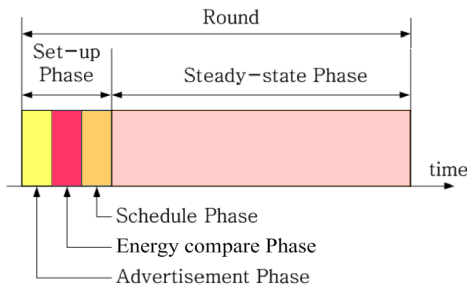 Round
Set-up
Phase
Steady-state Phase
time
Schedule Phase
Energy compare Phase
Advertisement Phase